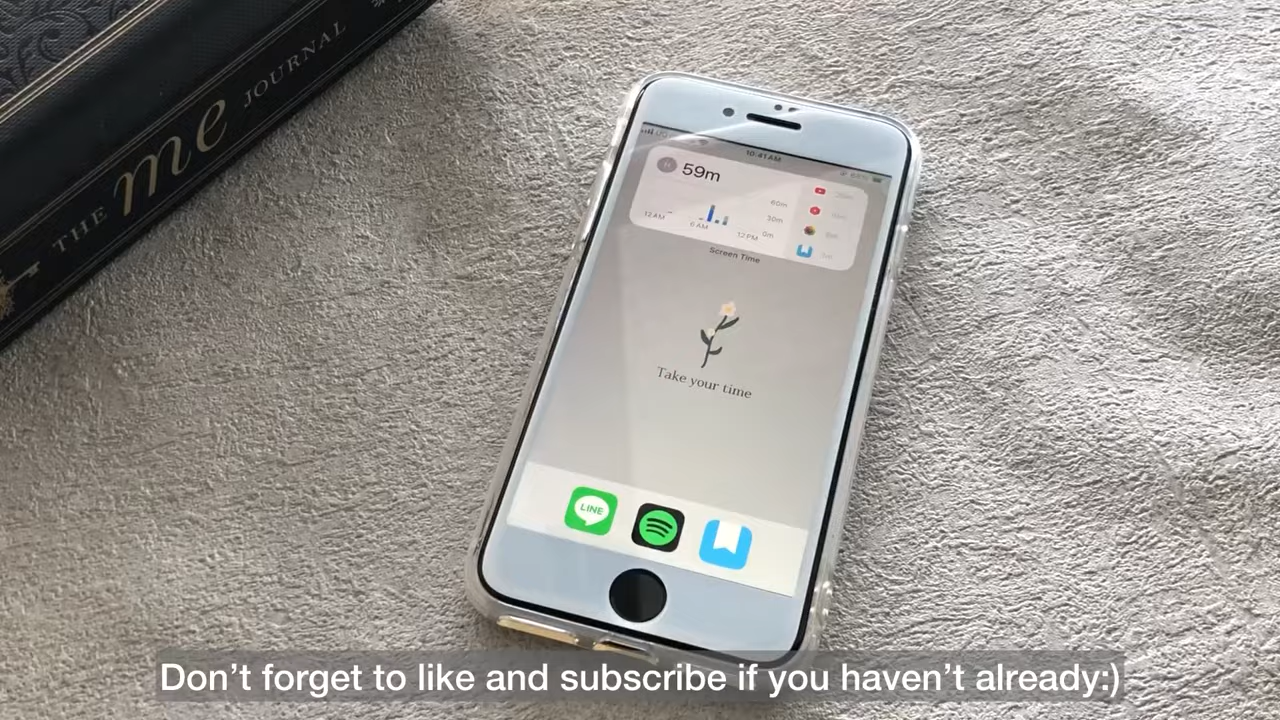 THE me JOURNAL
10:41 AM
59m
60m
30m
0m
12 AM
6 AM
12 PM
Screen Time
Take your time
LINE
Don’t forget to like and subscribe if you haven’t already:)